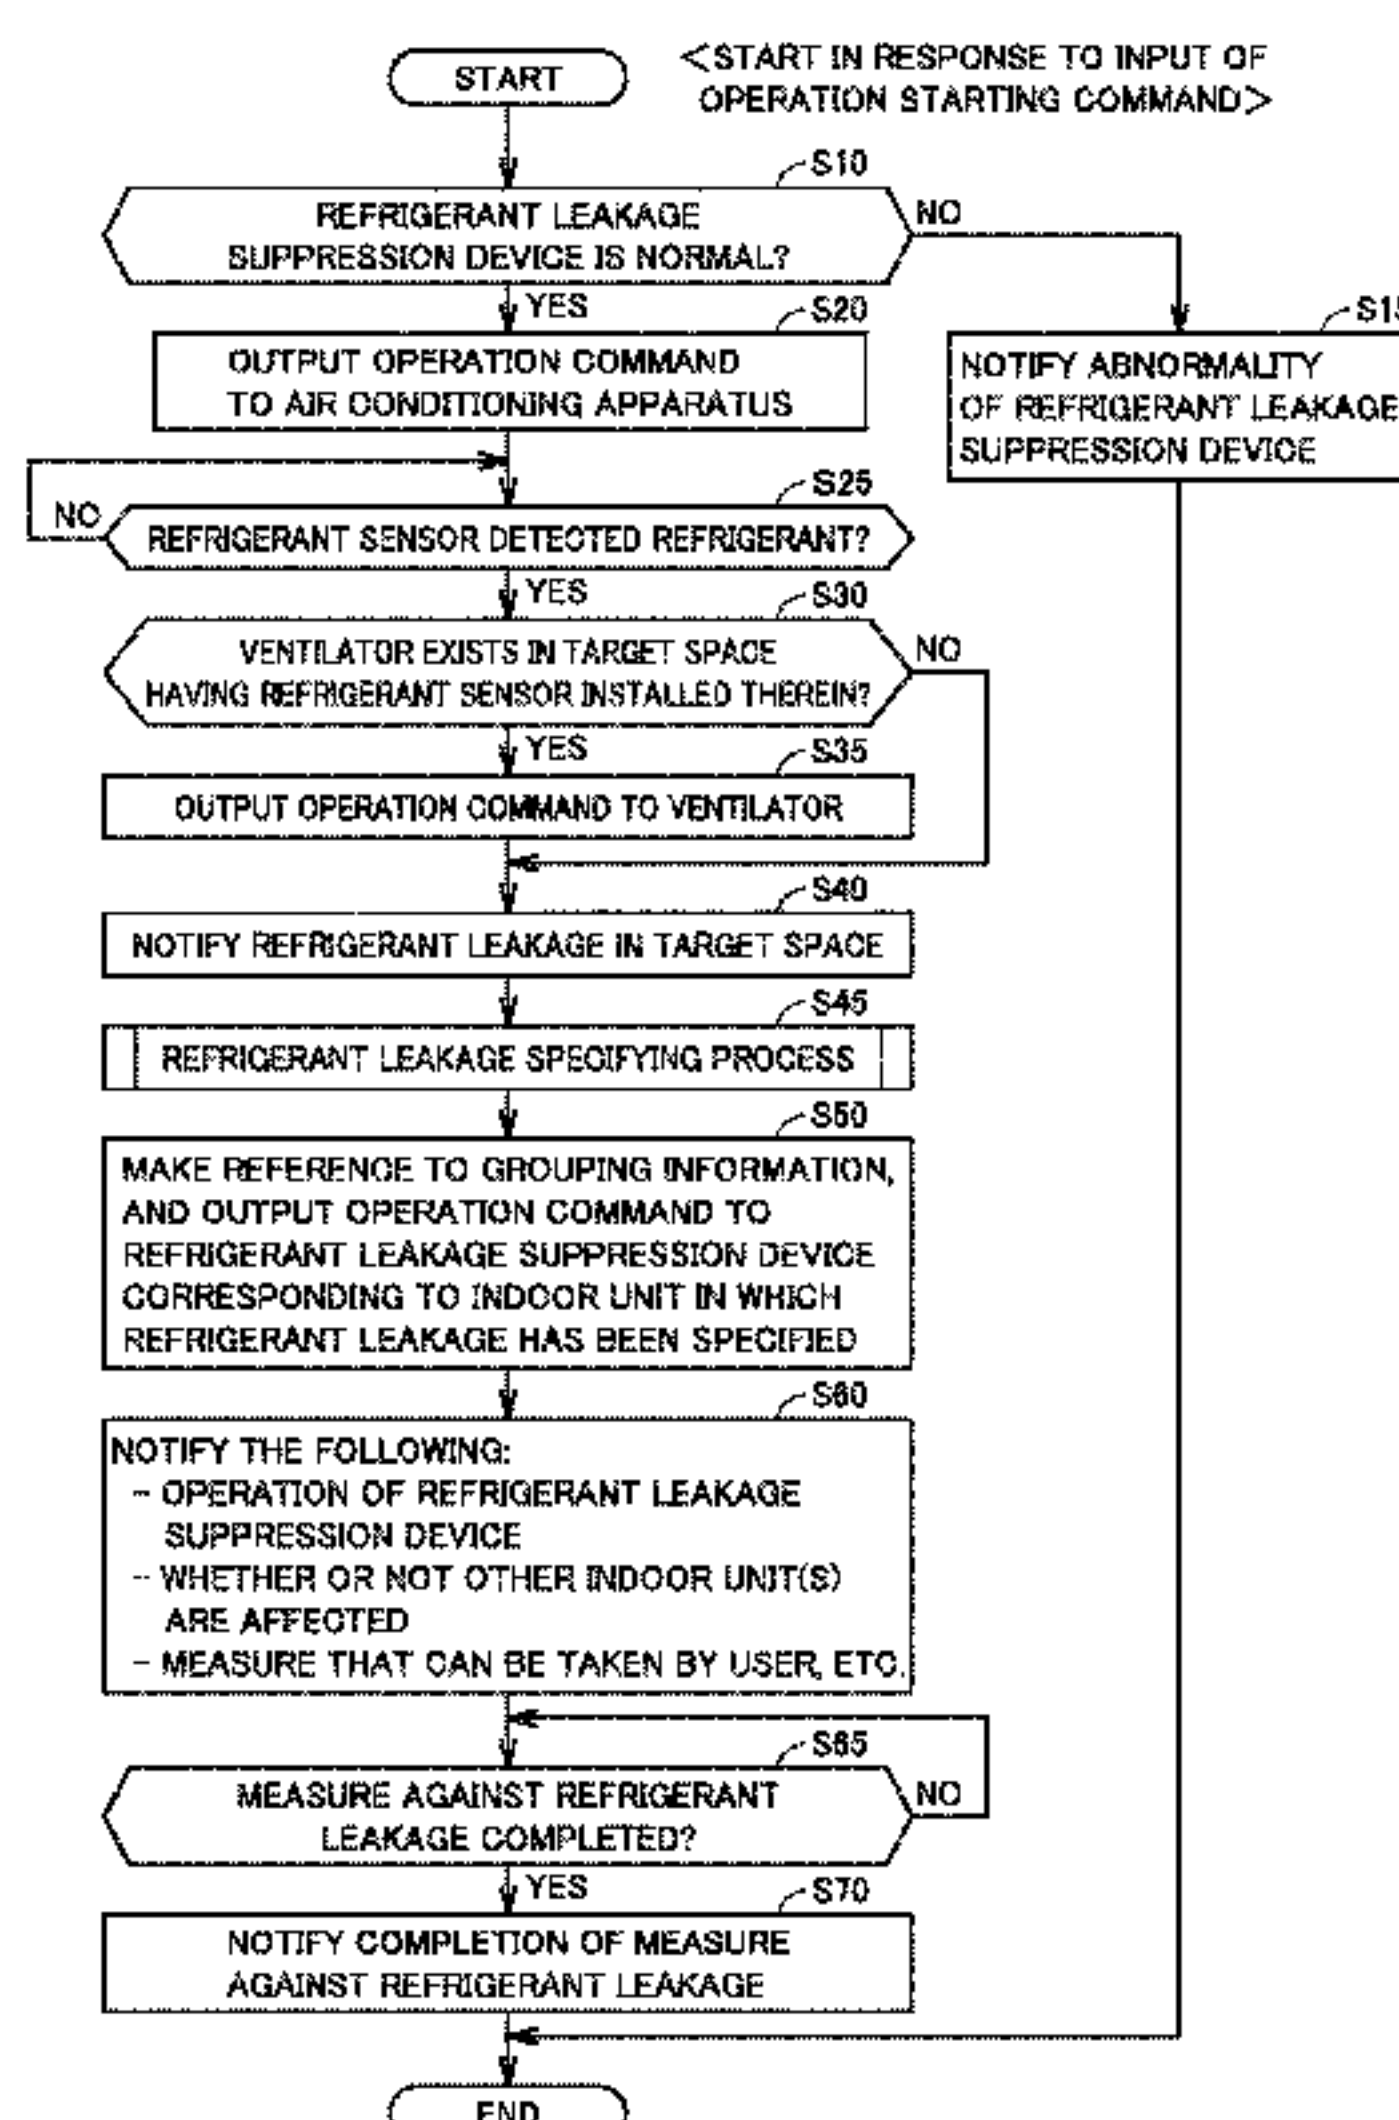 START
<START IN RESPONSE TO INPUT OF
OPERATION STARTING COMMAND>
S10
REFRIGERANT LEAKAGE
SUPPRESSION DEVICE IS NORMAL?
NO
YES
S20
OUTPUT OPERATION COMMAND
TO AIR CONDITIONING APPARATUS
S15
NOTIFY ABNORMALITY
OF REFRIGERANT LEAKAGE
SUPPRESSION DEVICE
S25
NO
REFRIGERANT SENSOR DETECTED REFRIGERANT?
YES
S30
VENTILATOR EXISTS IN TARGET SPACE
HAVING REFRIGERANT SENSOR INSTALLED THEREIN?
NO
YES
S35
OUTPUT OPERATION COMMAND TO VENTILATOR
S40
NOTIFY REFRIGERANT LEAKAGE IN TARGET SPACE
S45
REFRIGERANT LEAKAGE SPECIFYING PROCESS
S50
MAKE REFERENCE TO GROUPING INFORMATION,
AND OUTPUT OPERATION COMMAND TO
REFRIGERANT LEAKAGE SUPPRESSION DEVICE
CORRESPONDING TO INDOOR UNIT IN WHICH
REFRIGERANT LEAKAGE HAS BEEN SPECIFIED
S60
NOTIFY THE FOLLOWING:
- OPERATION OF REFRIGERANT LEAKAGE
SUPPRESSION DEVICE
- WHETHER OR NOT OTHER INDOOR UNIT(S)
ARE AFFECTED
- MEASURE THAT CAN BE TAKEN BY USER, ETC.
S65
MEASURE AGAINST REFRIGERANT
LEAKAGE COMPLETED?
NO
YES
S70
NOTIFY COMPLETION OF MEASURE
AGAINST REFRIGERANT LEAKAGE
END